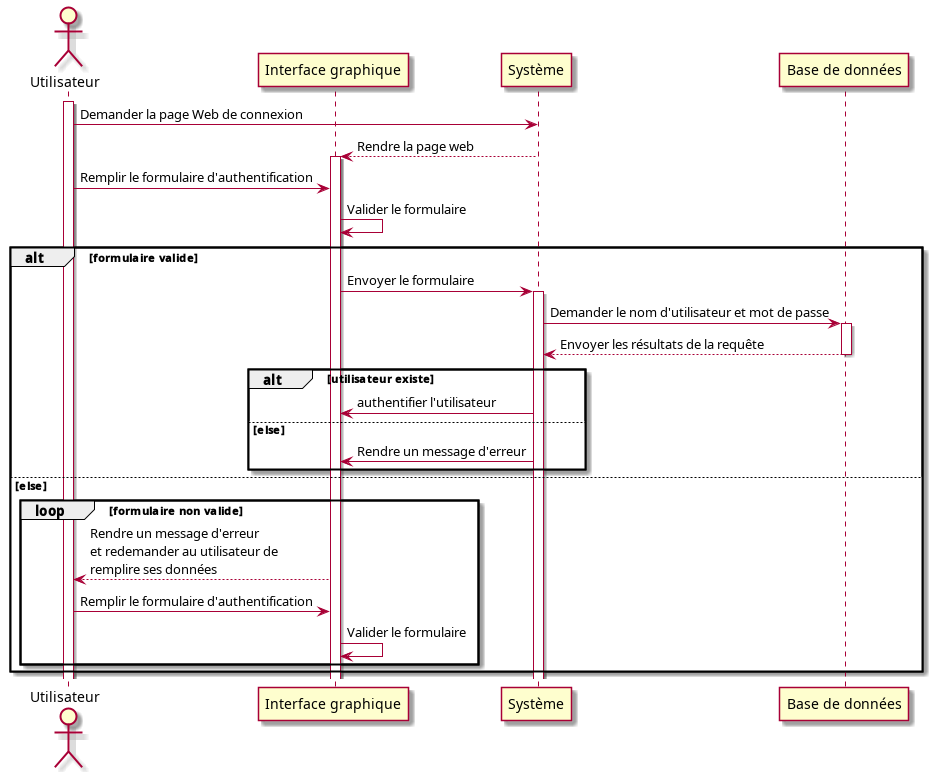 Utilisateur
Interface graphique
Système
Base de données
Demander la page Web de connexion
Rendre la page web
Remplir le formulaire d'authentification
Valider le formulaire
alt
[formulaire valide]
Envoyer le formulaire
Demander le nom d'utilisateur et mot de passe
Envoyer les résultats de la requête
alt
[utilisateur existe]
authentifier l'utilisateur
[else]
Rendre un message d'erreur
[else]
loop
[formulaire non valide]
Rendre un message d'erreur
et redemander au utilisateur de
remplire ses données
Remplir le formulaire d'authentification
Valider le formulaire
Utilisateur
Interface graphique
Système
Base de données